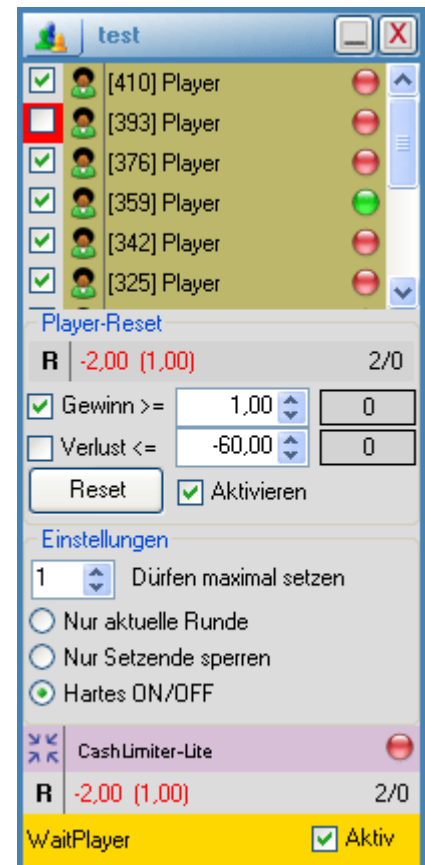 test
[410] Player
[393] Player
[376] Player
[359] Player
[342] Player
[325] Player
Player-Reset
R -2,00 (1,00) 2/0
Gewinn >= 1,00 0
Verlust <= -60,00 0
Reset Aktivieren
Einstellungen
1 Dürfen maximal setzen
Nur aktuelle Runde
Nur Setzende sperren
Hartes ON/OFF
CashLimiter-Lite
R -2,00 (1,00) 2/0
WaitPlayer Aktiv